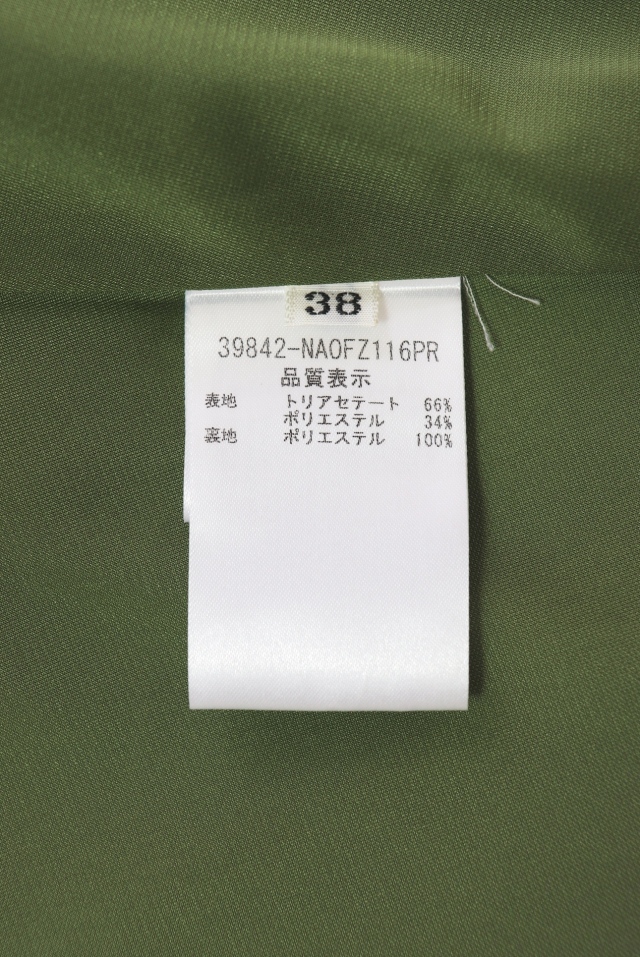 38
39842-NAOFZ116PR
品質表示
表地 トリアセテート 66%
ポリエステル 34%
裏地 ポリエステル 100%